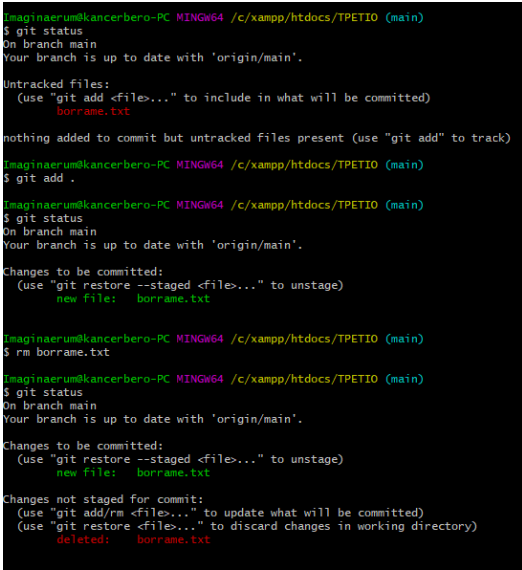 Imaginaerum@kancerbero-PC MINGW64 /c/xampp/htdocs/TPETIO (main)
$ git status
On branch main
Your branch is up to date with 'origin/main'.
Untracked files:
(use "git add <file>..." to include in what will be committed)
borrame.txt
nothing added to commit but untracked files present (use "git add" to track)
Imaginaerum@kancerbero-PC MINGW64 /c/xampp/htdocs/TPETIO (main)
$ git add .
Imaginaerum@kancerbero-PC MINGW64 /c/xampp/htdocs/TPETIO (main)
$ git status
On branch main
Your branch is up to date with 'origin/main'.
Changes to be committed:
(use "git restore --staged <file>..." to unstage)
new file:   borrame.txt
Imaginaerum@kancerbero-PC MINGW64 /c/xampp/htdocs/TPETIO (main)
$ rm borrame.txt
Imaginaerum@kancerbero-PC MINGW64 /c/xampp/htdocs/TPETIO (main)
$ git status
On branch main
Your branch is up to date with 'origin/main'.
Changes to be committed:
(use "git restore --staged <file>..." to unstage)
new file:   borrame.txt
Changes not staged for commit:
(use "git add/rm <file>..." to update what will be committed)
(use "git restore <file>..." to discard changes in working directory)
deleted:    borrame.txt